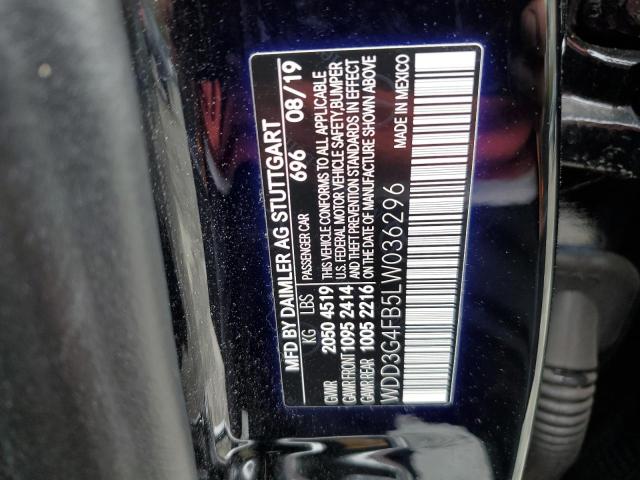 MFD BY DAIMLER AG STUTTGART
696 08/19
KG LBS PASSENGER CAR
GVWR 2050 4519 THIS VEHICLE CONFORMS TO ALL APPLICABLE
GAWR FRONT 1095 2414 U.S. FEDERAL MOTOR VEHICLE SAFETY, BUMPER
AND THEFT PREVENTION STANDARDS IN EFFECT
GAWR REAR 1005 2216 ON THE DATE OF MANUFACTURE SHOWN ABOVE
MADE IN MEXICO
WDD3G4FB5LW036296